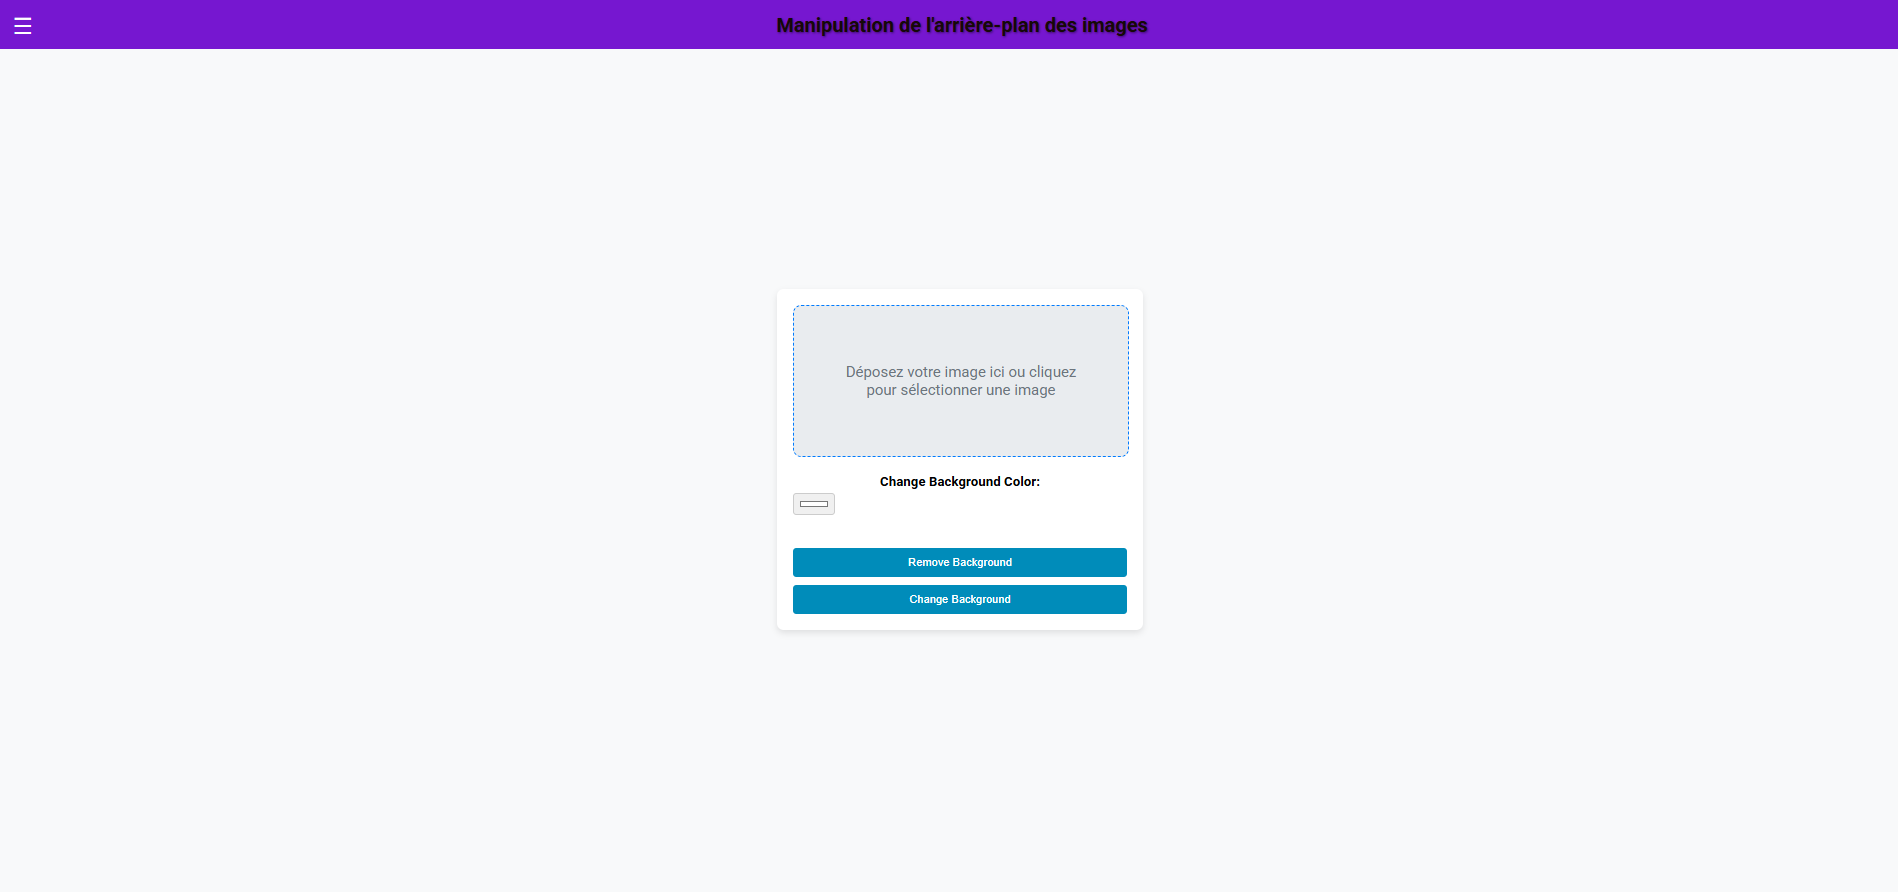 ☰ Manipulation de l'arrière-plan des images
Déposez votre image ici ou cliquez
pour sélectionner une image
Change Background Color:
Remove Background
Change Background